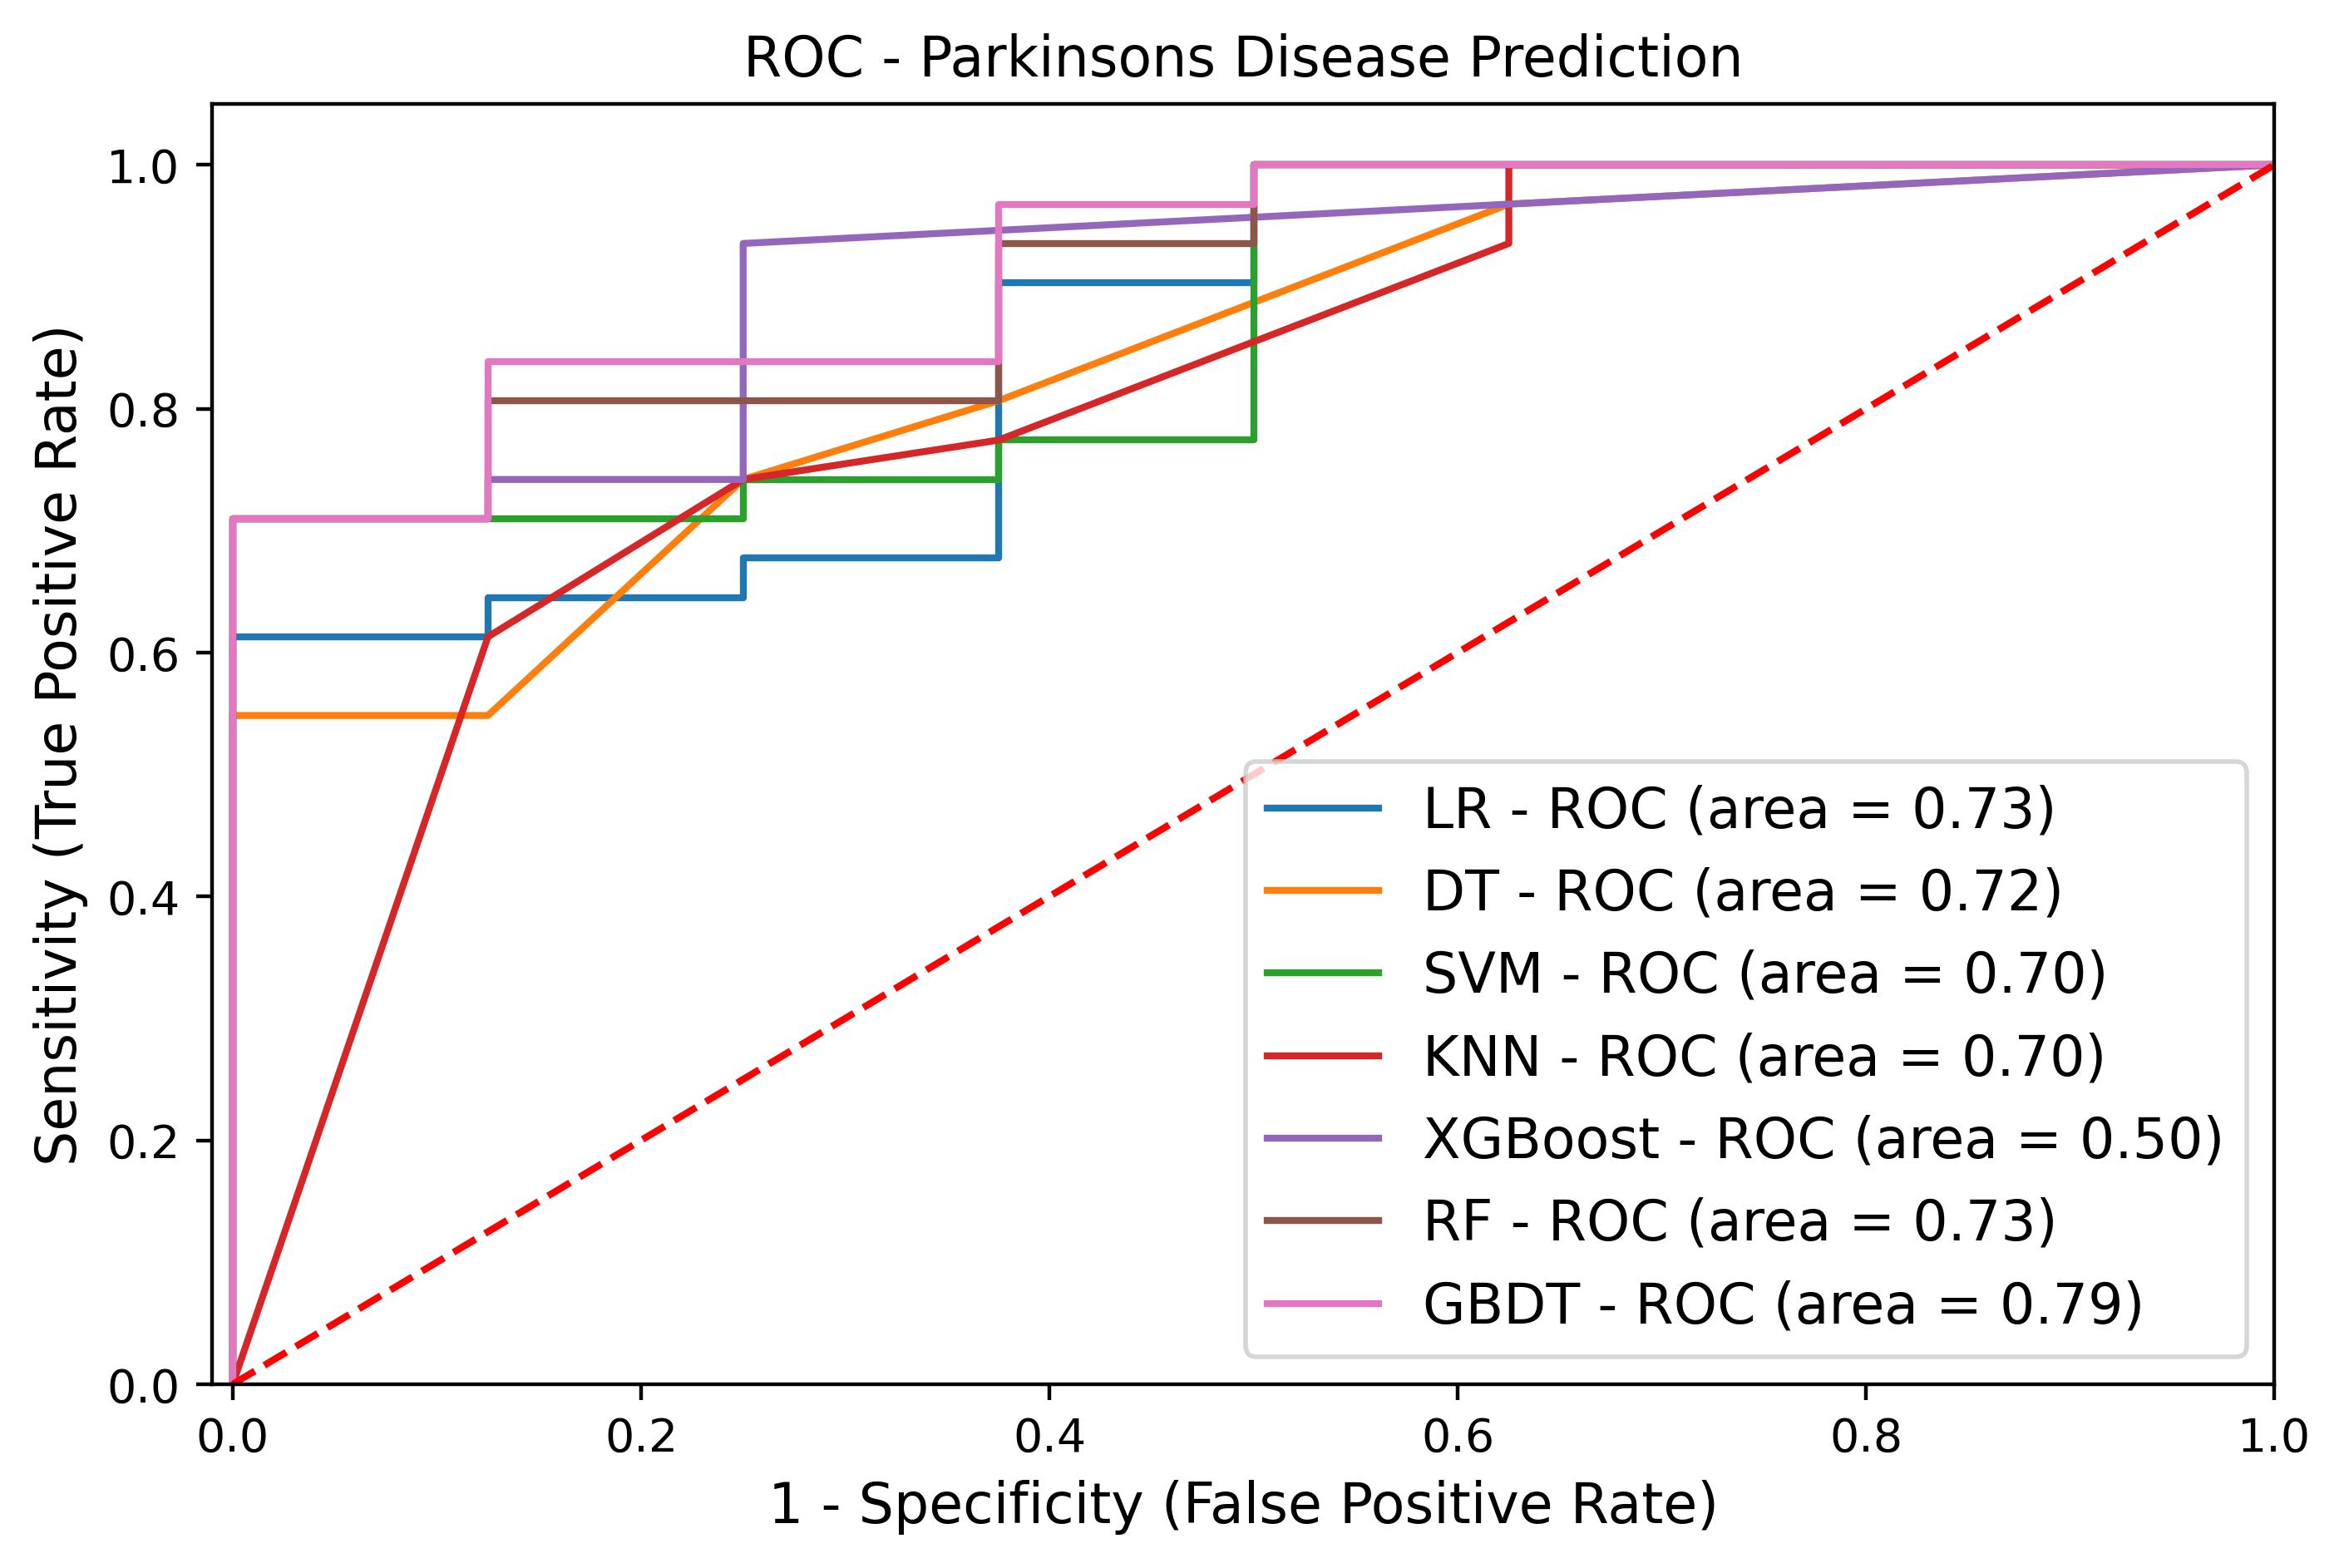 ROC - Parkinsons Disease Prediction
Sensitivity (True Positive Rate)
1.0
0.8
0.6
0.4
0.2
0.0
LR - ROC (area = 0.73)
DT - ROC (area = 0.72)
SVM - ROC (area = 0.70)
KNN - ROC (area = 0.70)
XGBoost - ROC (area = 0.50)
RF - ROC (area = 0.73)
GBDT - ROC (area = 0.79)
0.0 0.2 0.4 0.6 0.8 1.0
1 - Specificity (False Positive Rate)